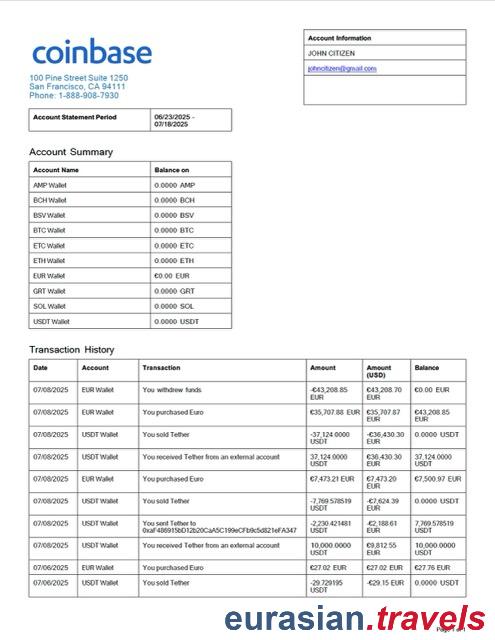 coinbase
100 Pine Street Suite 1250
San Francisco, CA 94111
Phone: 1-888-908-7930
Account Information
JOHN CITIZEN
johncitizen@gmail.com
Account Statement Period 06/23/2025 -
07/18/2025
Account Summary
Account Name Balance on
AMP Wallet 0.0000 AMP
BCH Wallet 0.0000 BCH
BSV Wallet 0.0000 BSV
BTC Wallet 0.0000 BTC
ETC Wallet 0.0000 ETC
ETH Wallet 0.0000 ETH
EUR Wallet €0.00 EUR
GRT Wallet 0.0000 GRT
SOL Wallet 0.0000 SOL
USDT Wallet 0.0000 USDT
Transaction History
Date Account Transaction Amount Amount Balance
(USD)
07/08/2025 EUR Wallet You withdrew funds -€43,208.85 €43,208.70 €0.00 EUR
EUR EUR
07/08/2025 EUR Wallet You purchased Euro €35,707.88 EUR €35,707.87 €43,208.85
EUR EUR
07/08/2025 USDT Wallet You sold Tether -37,124.0000 -€36,430.30 0.0000 USDT
USDT EUR
07/08/2025 USDT Wallet You received Tether from an external account 37,124.0000 €36,430.30 37,124.0000
USDT EUR USDT
07/08/2025 EUR Wallet You purchased Euro €7,473.21 EUR €7,473.20 €7,500.97 EUR
EUR
07/08/2025 USDT Wallet You sold Tether -7,769.578519 -€7,624.39 0.0000 USDT
USDT EUR
07/08/2025 USDT Wallet You sent Tether to -2,230.421481 -€2,188.61 7,769.578519
0xaF486915bD12b20CaA5C199eCFb9c5d821eFA347 USDT EUR USDT
07/08/2025 USDT Wallet You received Tether from an external account 10,000.0000 €9,812.55 10,000.0000
USDT EUR USDT
07/06/2025 EUR Wallet You purchased Euro €27.02 EUR €27.02 EUR €27.76 EUR
07/06/2025 USDT Wallet You sold Tether -29.729195 -€29.15 EUR 0.0000 USDT
USDT
eurasian.travels